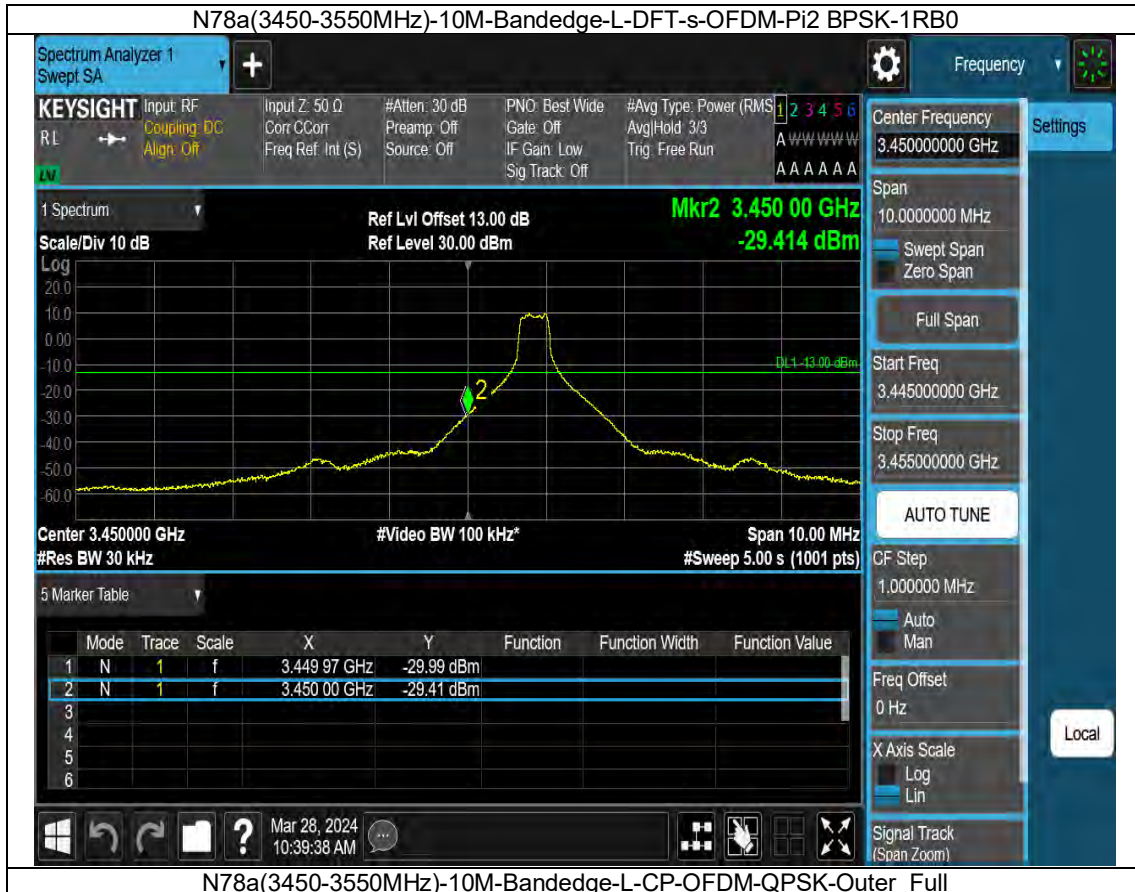 N78a(3450-3550MHz)-10M-Bandedge-L-DFT-s-OFDM-Pi2 BPSK-1RB0
Spectrum Analyzer 1
Swept SA
+
Frequency
KEYSIGHT
RL
Input: RF
Coupling: DC
Align: Off
Input Z: 50 Ω
Corr CCorr
Freq Ref: Int (S)
#Atten: 30 dB
Preamp: Off
Source: Off
PNO: Best Wide
Gate: Off
IF Gain: Low
Sig Track: Off
#Avg Type: Power (RMS
Avg|Hold: 3/3
Trig: Free Run
1 2 3 4 5 6
A W W W W W
A A A A A A
1 Spectrum
Scale/Div 10 dB
Ref Lvl Offset 13.00 dB
Ref Level 30.00 dBm
Mkr2 3.450 00 GHz
-29.414 dBm
Log
20.0
10.0
0.00
-10.0
-20.0
-30.0
-40.0
-50.0
-60.0
DL1 -13.00 dBm
2
Center 3.450000 GHz
#Res BW 30 kHz
#Video BW 100 kHz*
Span 10.00 MHz
#Sweep 5.00 s (1001 pts)
5 Marker Table
Mode Trace Scale X Y Function Function Width Function Value
1 N 1 f 3.449 97 GHz -29.99 dBm
2 N 1 f 3.450 00 GHz -29.41 dBm
3
4
5
6
Mar 28, 2024
10:39:38 AM
Center Frequency
3.450000000 GHz
Settings
Span
10.0000000 MHz
Swept Span
Zero Span
Full Span
Start Freq
3.445000000 GHz
Stop Freq
3.455000000 GHz
AUTO TUNE
CF Step
1.000000 MHz
Auto
Man
Freq Offset
0 Hz
X Axis Scale
Log
Lin
Local
Signal Track
(Span Zoom)
N78a(3450-3550MHz)-10M-Bandedge-L-CP-OFDM-QPSK-Outer_Full